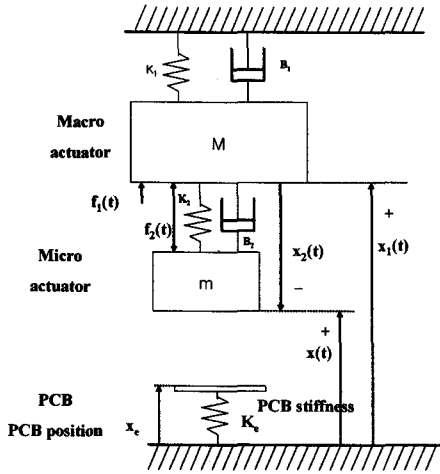 K₁
B₁
Macro
actuator
M
f₁(t)
K₂
f₂(t)
B₂
x₂(t)
+
x₁(t)
Micro
actuator
m
−
+
x(t)
PCB
PCB position
PCB stiffness
xₑ
Kₑ